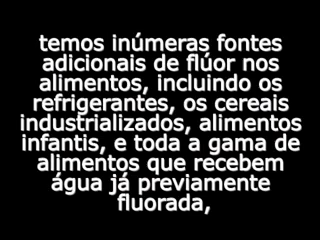 temos inúmeras fontes
adicionais de flúor nos
alimentos, incluindo os
refrigerantes, os cereais
industrializados, alimentos
infantis, e toda a gama de
alimentos que recebem
água já previamente
fluorada,